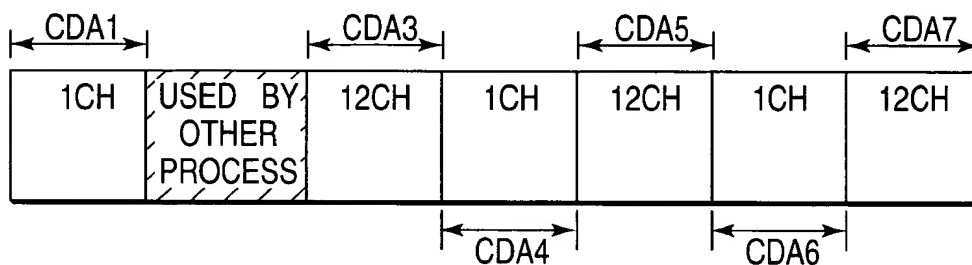 CDA1 CDA3 CDA5 CDA7
1CH USED BY 12CH 1CH 12CH 1CH 12CH
OTHER
PROCESS
CDA4 CDA6